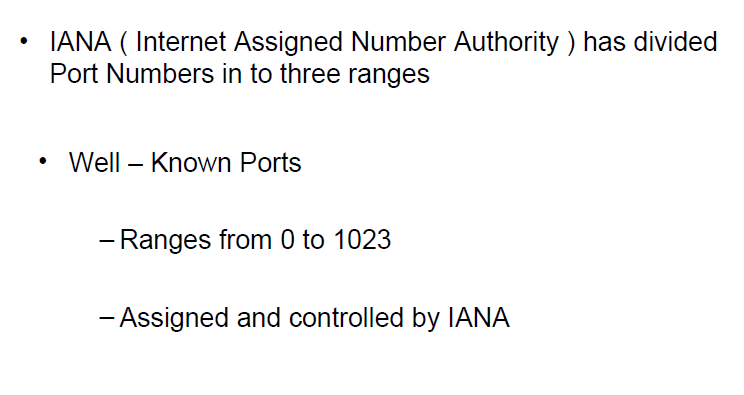 • IANA ( Internet Assigned Number Authority ) has divided
Port Numbers in to three ranges
• Well – Known Ports
– Ranges from 0 to 1023
– Assigned and controlled by IANA